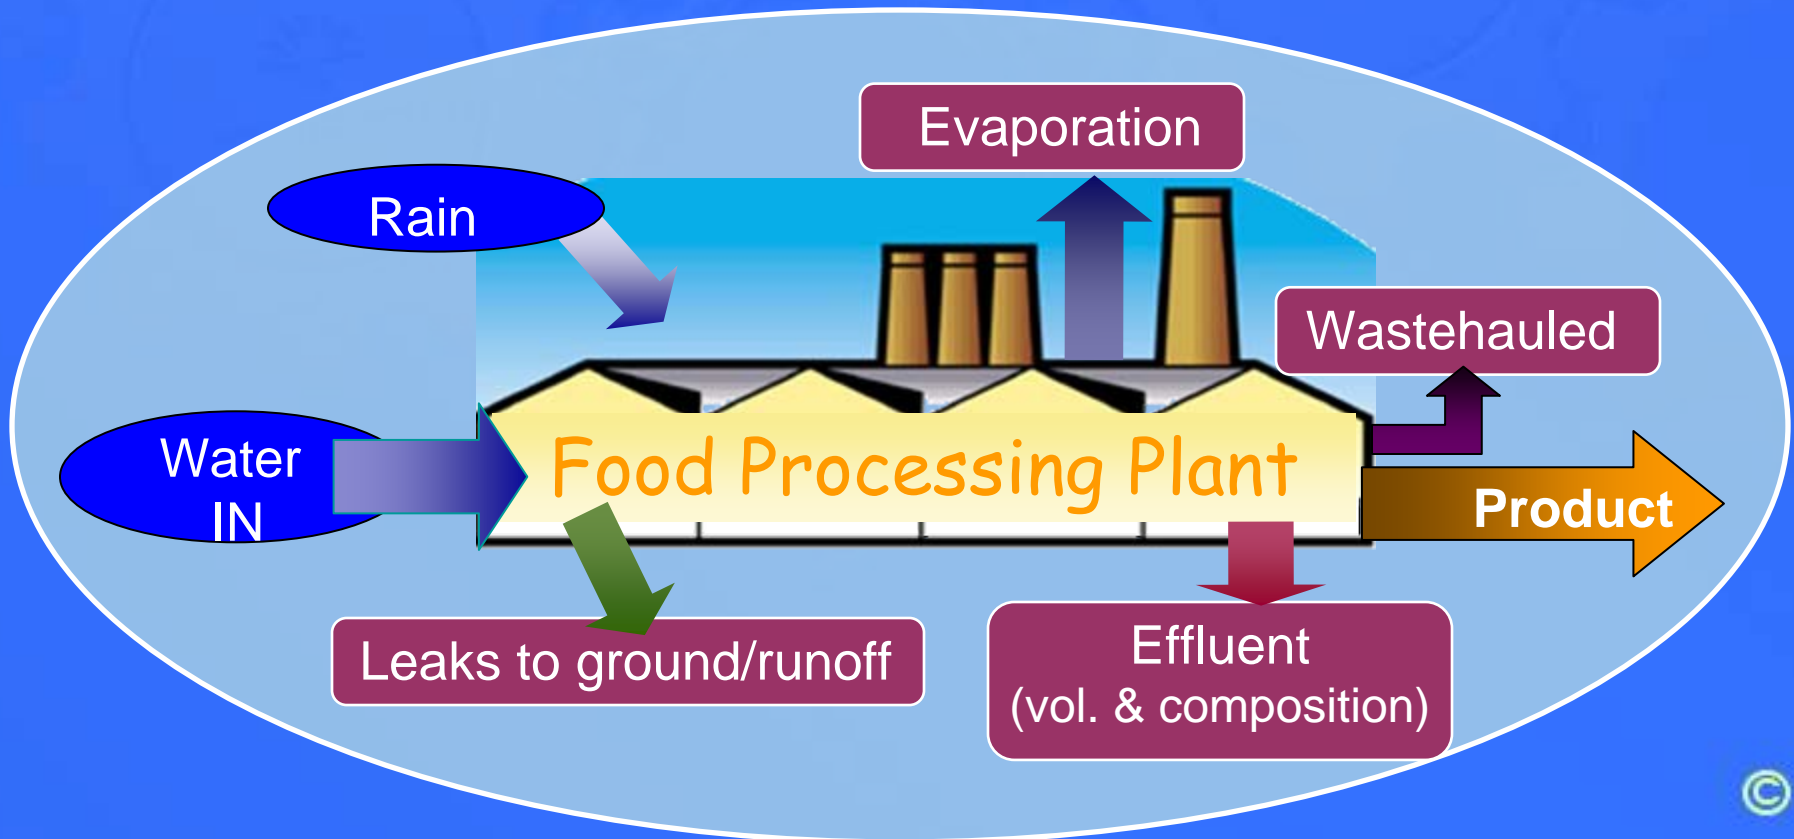 Evaporation
Rain
Wastehauled
Water
IN
Food Processing Plant
Product
Leaks to ground/runoff
Effluent
(vol. & composition)
©